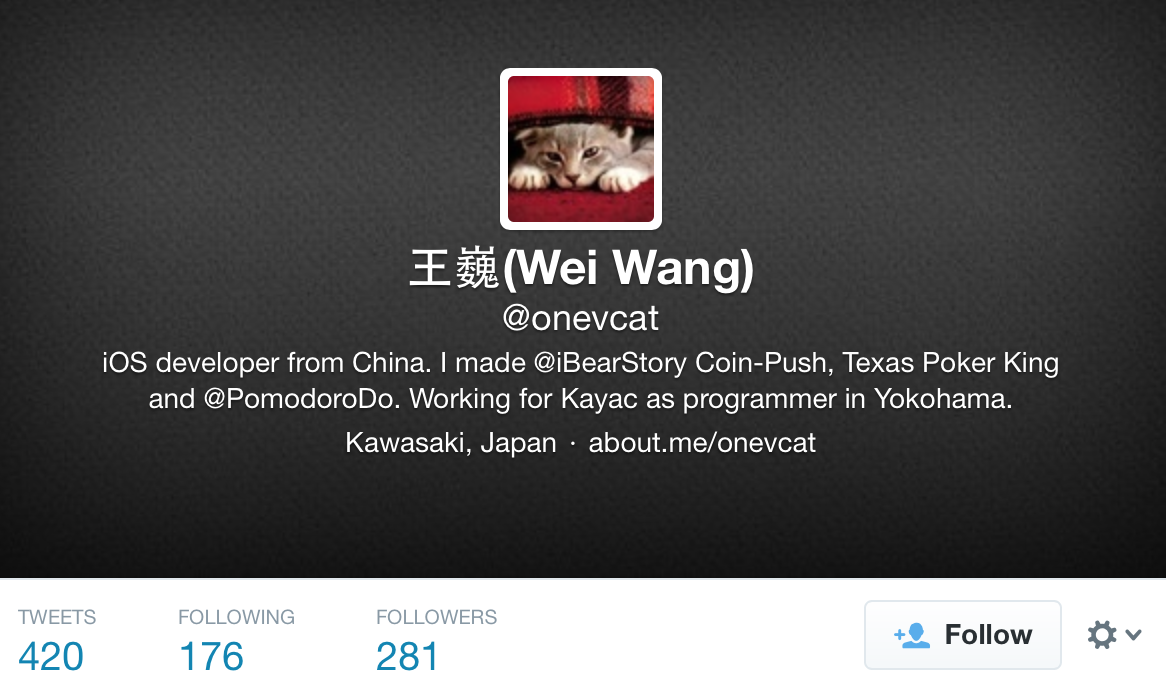 王巍(Wei Wang)
@onevcat
iOS developer from China. I made @iBearStory Coin-Push, Texas Poker King
and @PomodoroDo. Working for Kayac as programmer in Yokohama.
Kawasaki, Japan · about.me/onevcat
TWEETS FOLLOWING FOLLOWERS
420 176 281
Follow